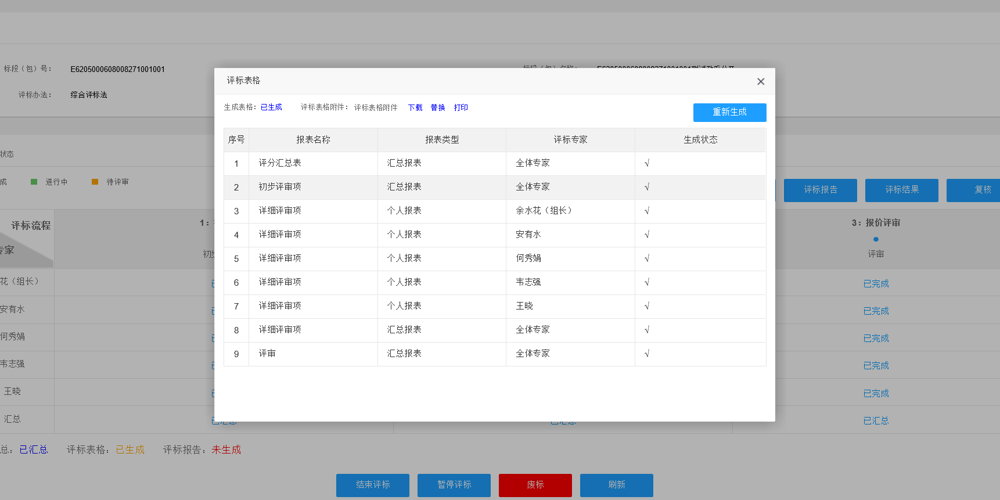 标段（包）号： E6205000608008271001001
评标办法： 综合评标法
状态
成 进行中 待评审
评标报告 评标结果 复核
评标流程
专家
1：
初步
3：报价评审
评审
花（组长） 已完成
安有水 已完成
何秀娟 已完成
韦志强 已完成
王晓 已完成
汇总 已汇总 已汇总 已汇总
总：已汇总 评标表格：已生成 评标报告：未生成
结束评标 暂停评标 废标 刷新
评标表格
生成表格：已生成 评标表格附件： 评标表格附件 下载 替换 打印
重新生成
序号 报表名称 报表类型 评标专家 生成状态
1 评分汇总表 汇总报表 全体专家 √
2 初步评审项 汇总报表 全体专家 √
3 详细评审项 个人报表 余水花（组长） √
4 详细评审项 个人报表 安有水 √
5 详细评审项 个人报表 何秀娟 √
6 详细评审项 个人报表 韦志强 √
7 详细评审项 个人报表 王晓 √
8 详细评审项 汇总报表 全体专家 √
9 评审 汇总报表 全体专家 √